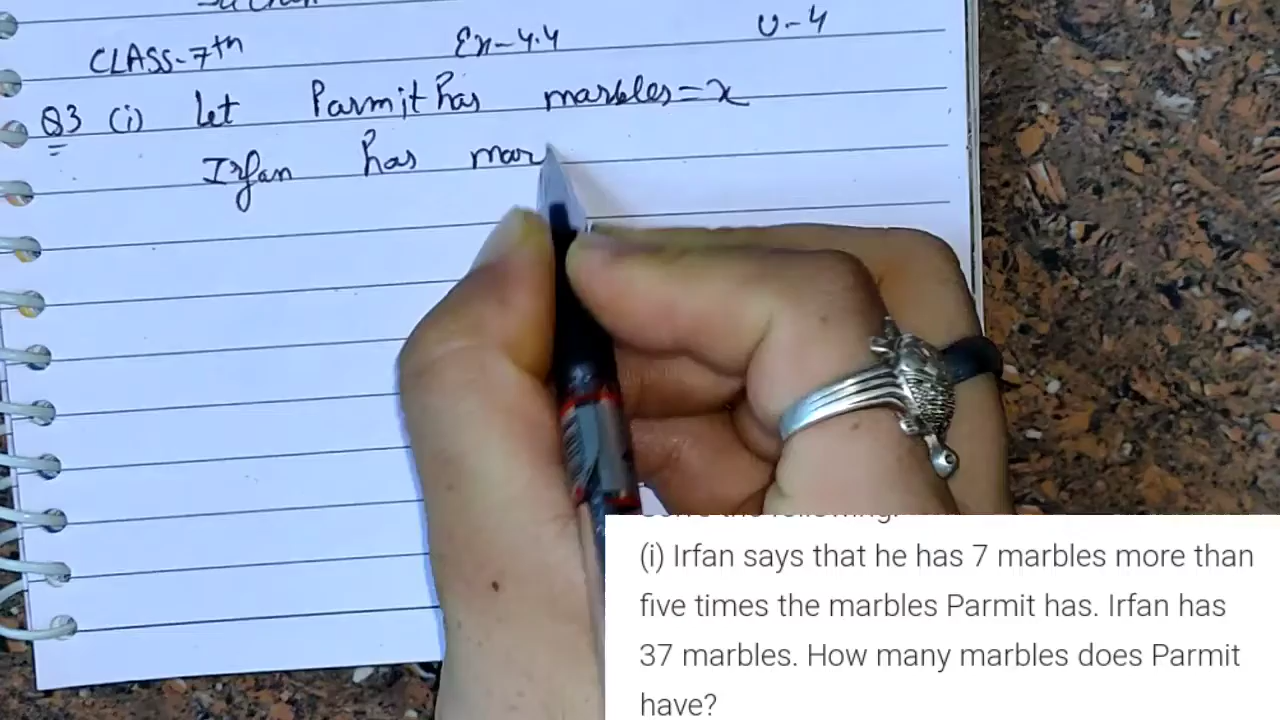 CLASS-7th Ex-4.4 U-4
Q3 (i) Let Parmit has marbles = x
Irfan has mar
(i) Irfan says that he has 7 marbles more than
five times the marbles Parmit has. Irfan has
37 marbles. How many marbles does Parmit
have?